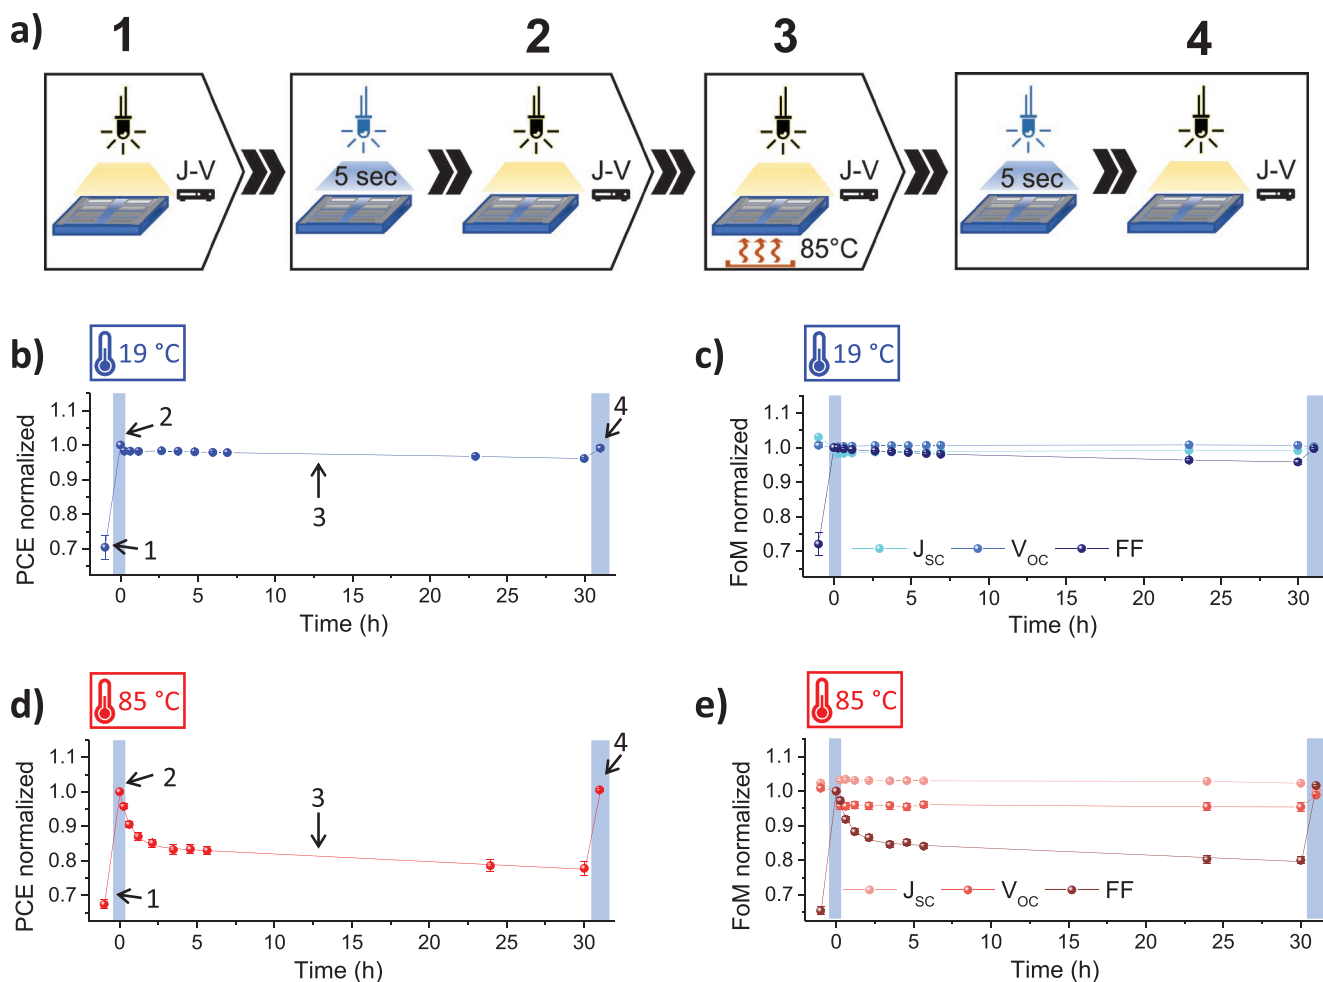 a)
1
2
3
4
J-V
5 sec
J-V
J-V
85°C
5 sec
J-V
b)
19 °C
PCE normalized
1.1
1.0
0.9
0.8
0.7
2
4
3
1
0 5 10 15 20 25 30
Time (h)
c)
19 °C
FoM normalized
1.1
1.0
0.9
0.8
0.7
JSC VOC FF
0 5 10 15 20 25 30
Time (h)
d)
85 °C
PCE normalized
1.1
1.0
0.9
0.8
0.7
2
4
3
1
0 5 10 15 20 25 30
Time (h)
e)
85 °C
FoM normalized
1.1
1.0
0.9
0.8
0.7
JSC VOC FF
0 5 10 15 20 25 30
Time (h)